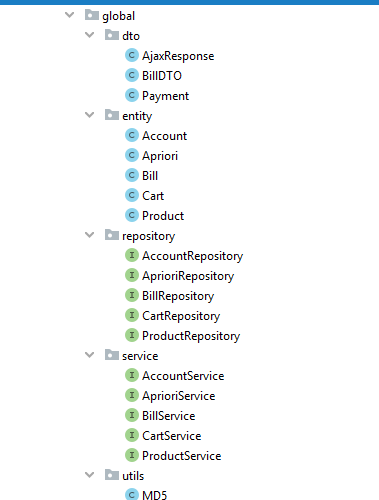 global
dto
AjaxResponse
BillDTO
Payment
entity
Account
Apriori
Bill
Cart
Product
repository
AccountRepository
AprioriRepository
BillRepository
CartRepository
ProductRepository
service
AccountService
AprioriService
BillService
CartService
ProductService
utils
MD5